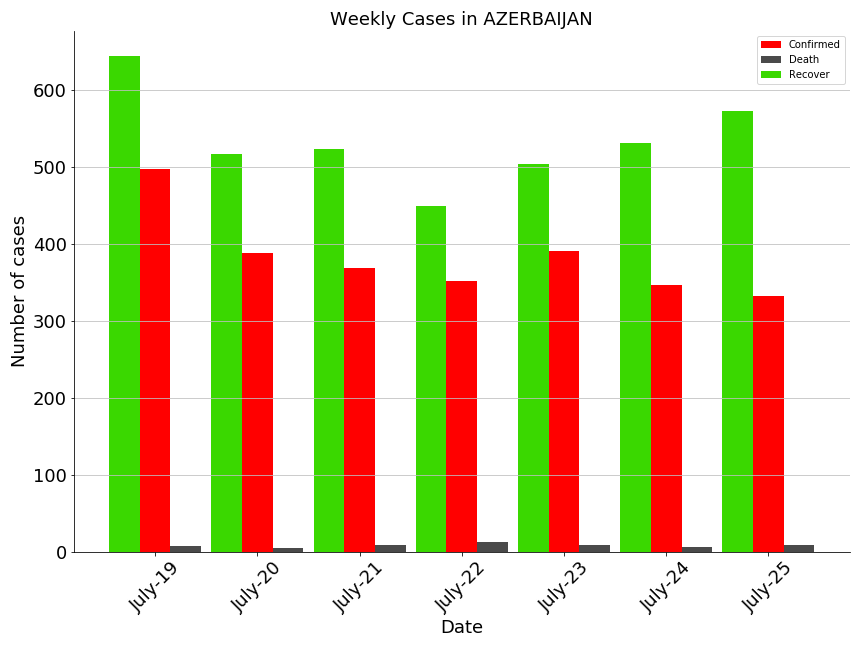 Weekly Cases in AZERBAIJAN
Confirmed
Death
Recover
Number of cases
600
500
400
300
200
100
0
July-19
July-20
July-21
July-22
July-23
July-24
July-25
Date